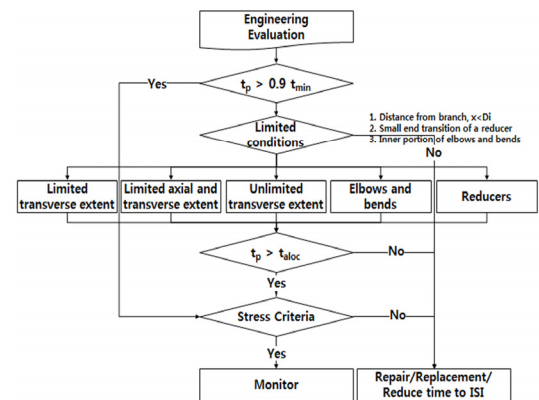 Engineering
Evaluation
Yes
tp > 0.9 tmin
Limited
conditions
1. Distance from branch, x<Di
2. Small end transition of a reducer
3. Inner portion of elbows and bends
No
Limited
transverse extent
Limited axial and
transverse extent
Unlimited
transverse extent
Elbows and
bends
Reducers
tp > taloc
No
Yes
Stress Criteria
No
Yes
Monitor
Repair/Replacement/
Reduce time to ISI